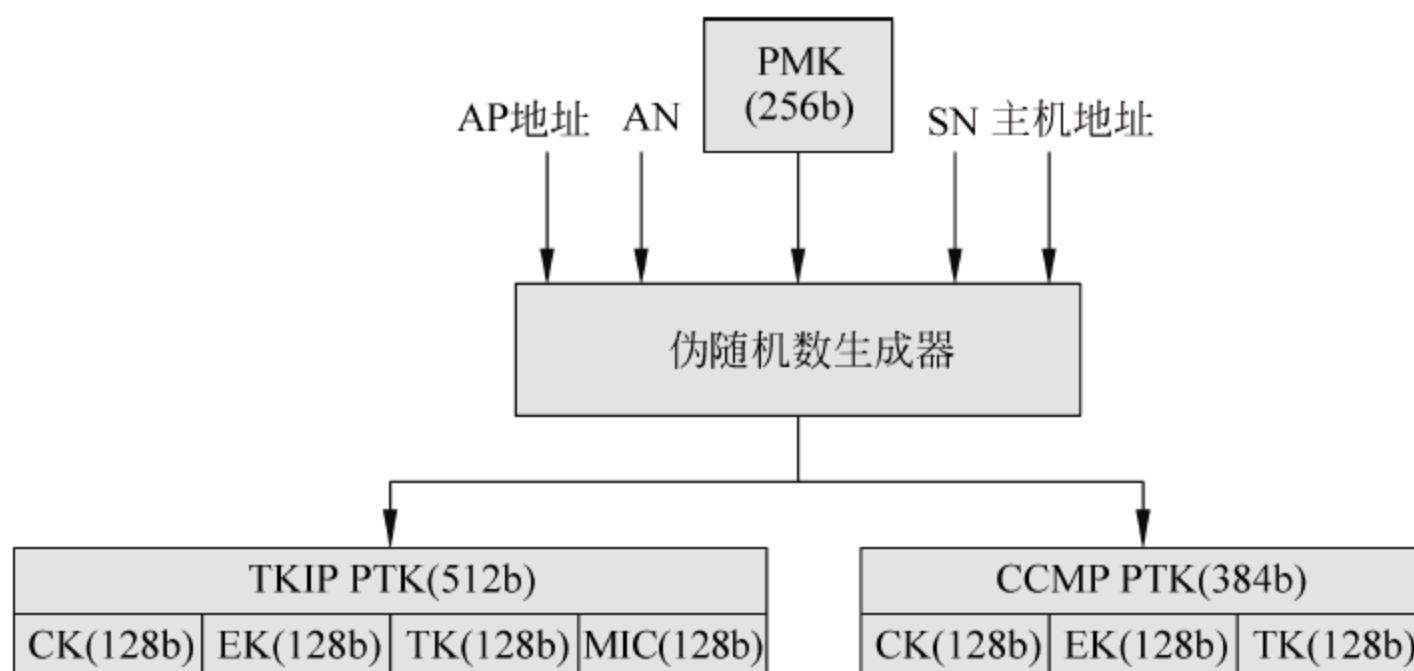 PMK
(256b)
AP地址 AN SN 主机地址
伪随机数生成器
TKIP PTK(512b) CCMP PTK(384b)
CK(128b) EK(128b) TK(128b) MIC(128b) CK(128b) EK(128b) TK(128b)